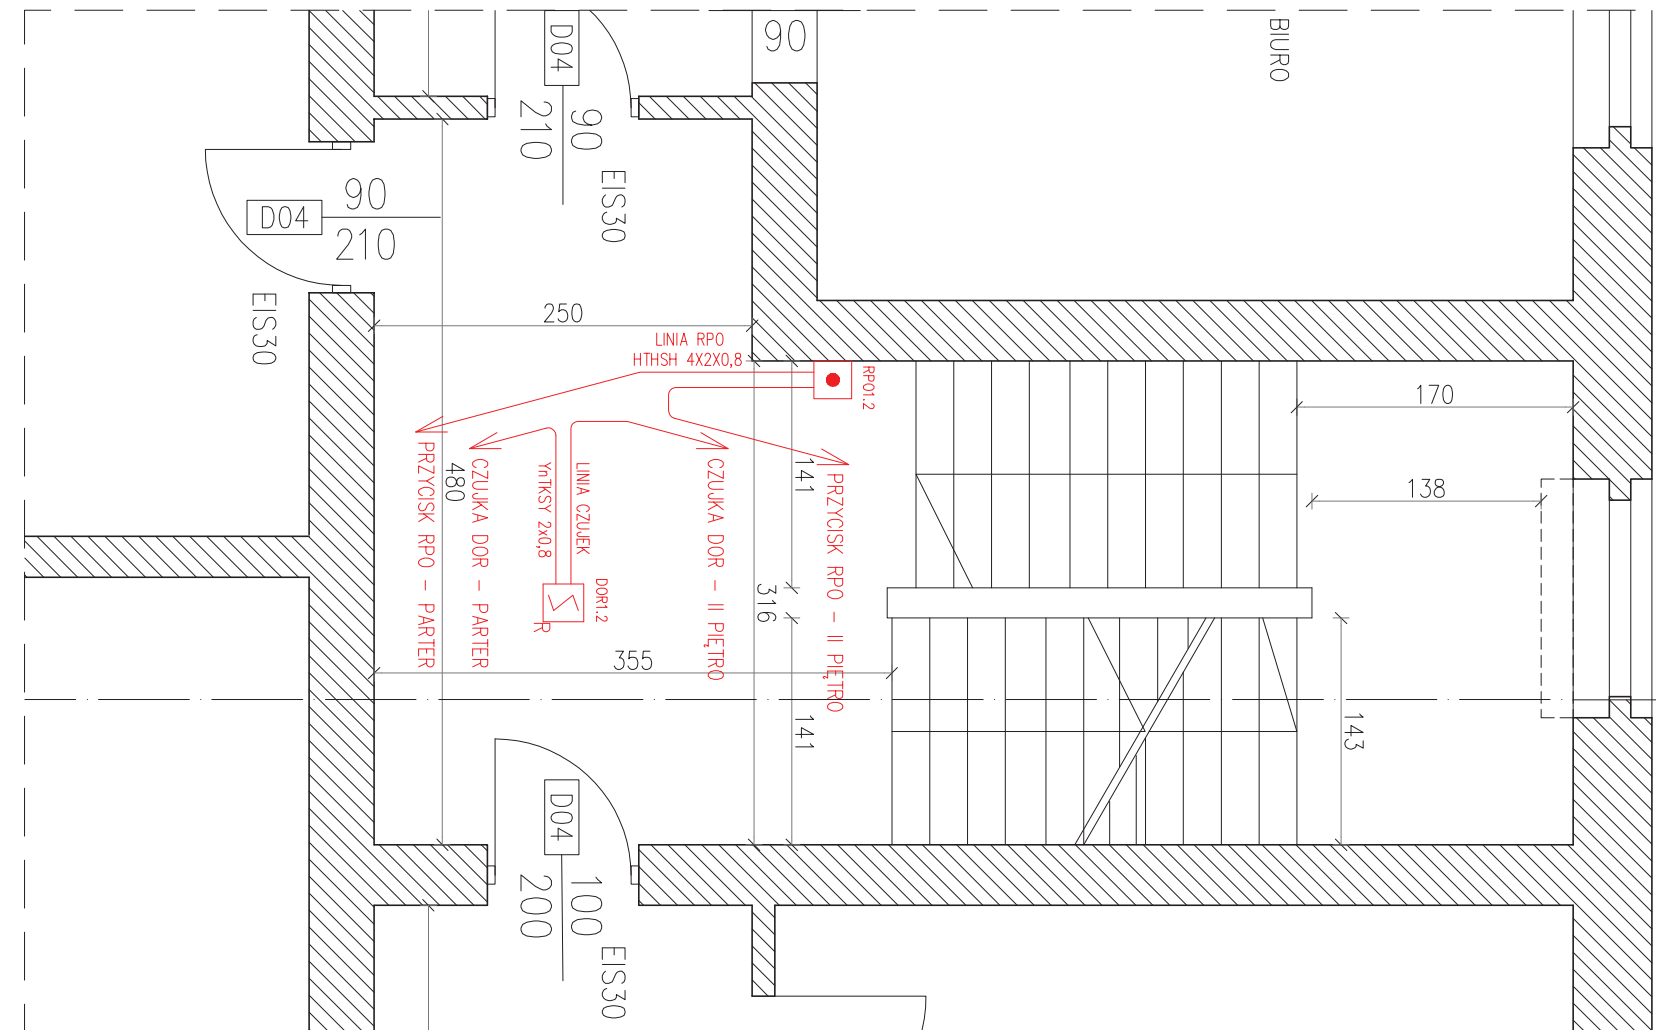 D04
90
210
EIS30
90
BIURO
D04
90
210
EIS30
250
LINIA RPO
HTHSH 4X2X0,8
RPO1.2
170
138
141
480
316
141
143
355
PRZYCISK RPO – PARTER
CZUJKA DOR – PARTER
YnTKSY 2x0,8
LINIA CZUJEK
DOR1.2
R
CZUJKA DOR – II PIĘTRO
PRZYCISK RPO – II PIĘTRO
D04
100
200
EIS30